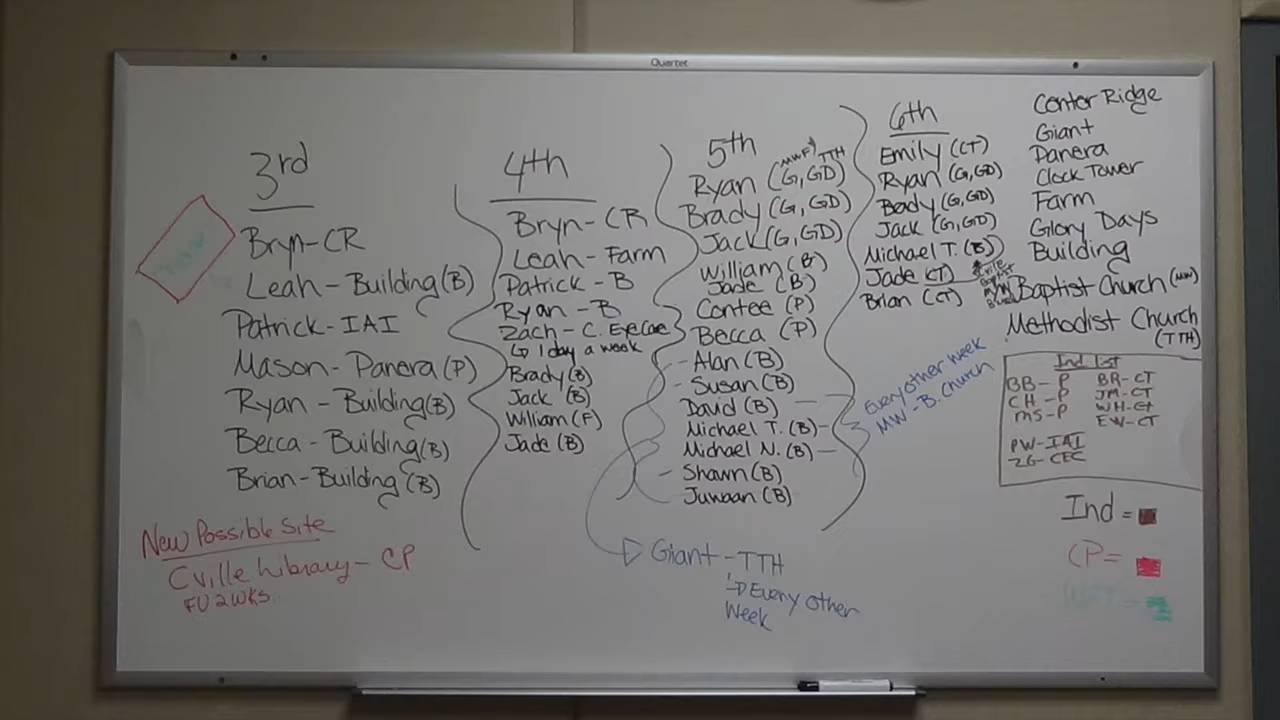 Quartet
3rd
Bryn-CR
Leah-Building(B)
Patrick-IAI
Mason-Panera(P)
Ryan-Building(B)
Becca-Building(B)
Brian-Building(B)
New Possible Site
Cville Library-CP
FU 2WKS.
4th
Bryn-CR
Leah-Farm
Patrick-B
Ryan-B
Zach-C. EyeCae
↳ 1 day a week
Brady(B)
Jack (B)
William(F)
Jade (B)
5th
MWF TTH
Ryan (G,GD)
Brady(G,GD)
Jack(G,GD)
William(B)
Jade (B)
Contee(P)
Becca (P)
-Alan(B)
-Susan(B)
David (B) -
Michael T. (B)-
Michael N. (B)-
- Shawn(B)
Juwaan(B)
Giant-TTH
↳ Every other
Week
Every other week
MW-B. Church
6th
Emily(CT)
Ryan (G,GD)
Brady (G,GD)
Jack (G,GD)
Michael T. (B)
Jade (CT)
Brian (CT)
Baptist
Center Ridge
Giant
Panera
Clock Tower
Farm
Glory Days
Building
Baptist Church(MW)
Methodist Church
(TTH)
Ind 1st
BB-P BR-CT
CH-P JM-CT
MS-P WH-Ct
EW-CT
PW-IAI
ZG-CEC
Ind =
CP=